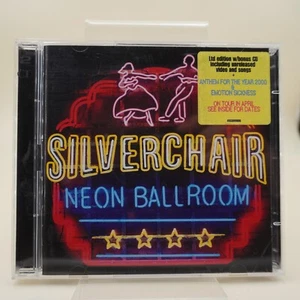 Ltd edition w/bonus CD
including unreleased
video and songs
+
ANTHEM FOR THE YEAR 2000
&
EMOTION SICKNESS
ON TOUR IN APRIL
SEE INSIDE FOR DATES
SILVERCHAIR
NEON BALLROOM